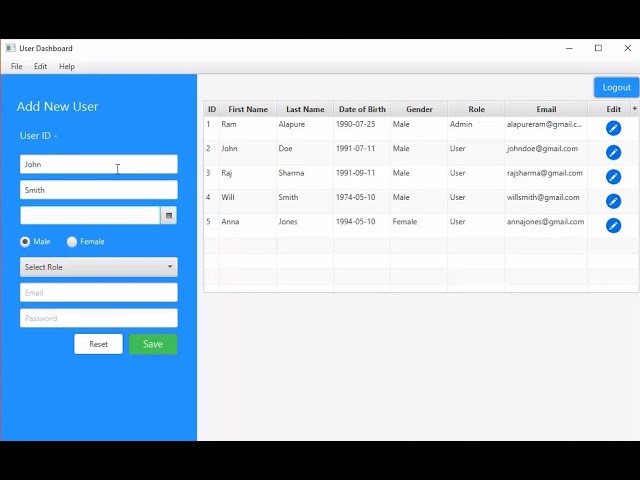 User Dashboard
File Edit Help
Logout
Add New User
User ID -
John
Smith
Male Female
Select Role
Email
Password
Reset Save
ID First Name Last Name Date of Birth Gender Role Email Edit +
1 Ram Alapure 1990-07-25 Male Admin alapureram@gmail.c...
2 John Doe 1991-07-11 Male User johndoe@gmail.com
3 Raj Sharma 1991-09-11 Male User rajsharma@gmail.com
4 Will Smith 1974-05-10 Male User willsmith@gmail.com
5 Anna Jones 1994-05-10 Female User annajones@gmail.com